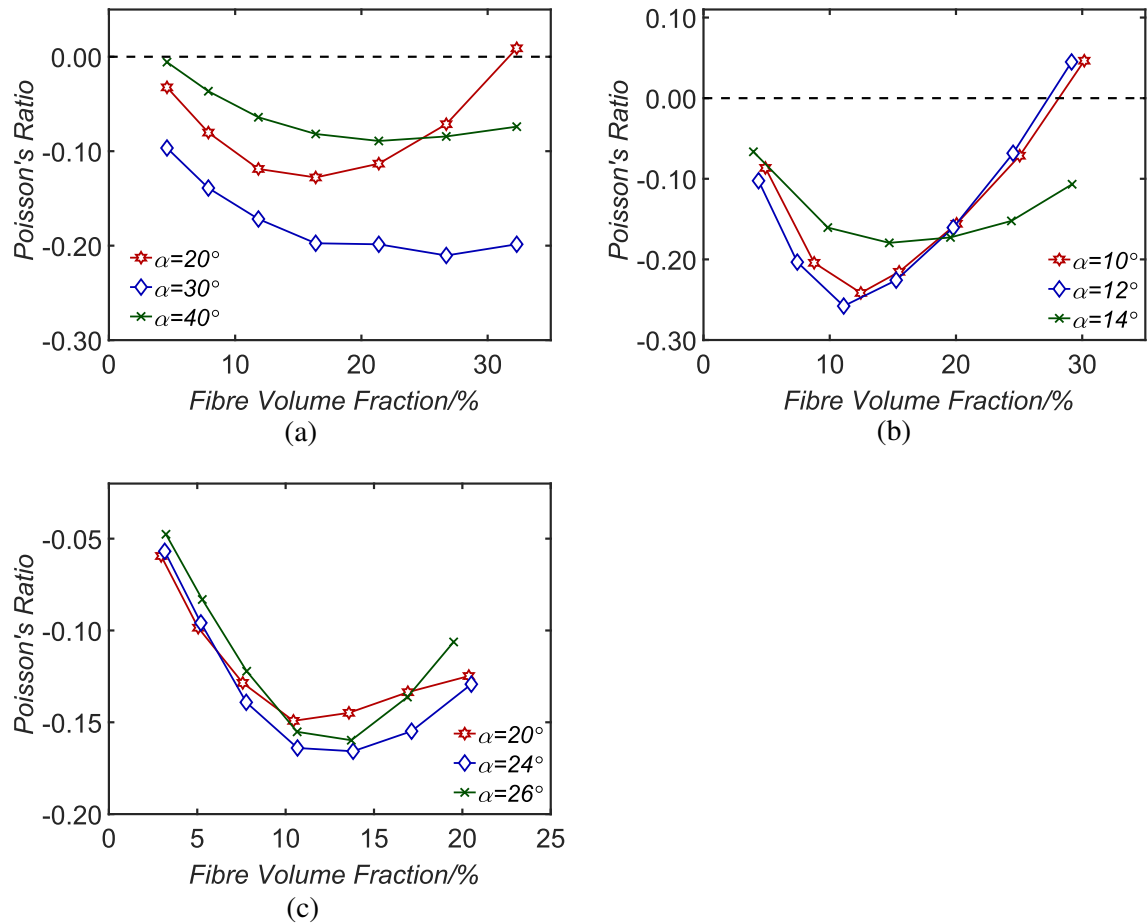 Poisson's Ratio
0.00
-0.10
-0.20
-0.30
0
10
20
30
α=20°
α=30°
α=40°
Fibre Volume Fraction/%
(a)
Poisson's Ratio
0.10
0.00
-0.10
-0.20
-0.30
0
10
20
30
α=10°
α=12°
α=14°
Fibre Volume Fraction/%
(b)
Poisson's Ratio
-0.05
-0.10
-0.15
-0.20
0
5
10
15
20
25
α=20°
α=24°
α=26°
Fibre Volume Fraction/%
(c)